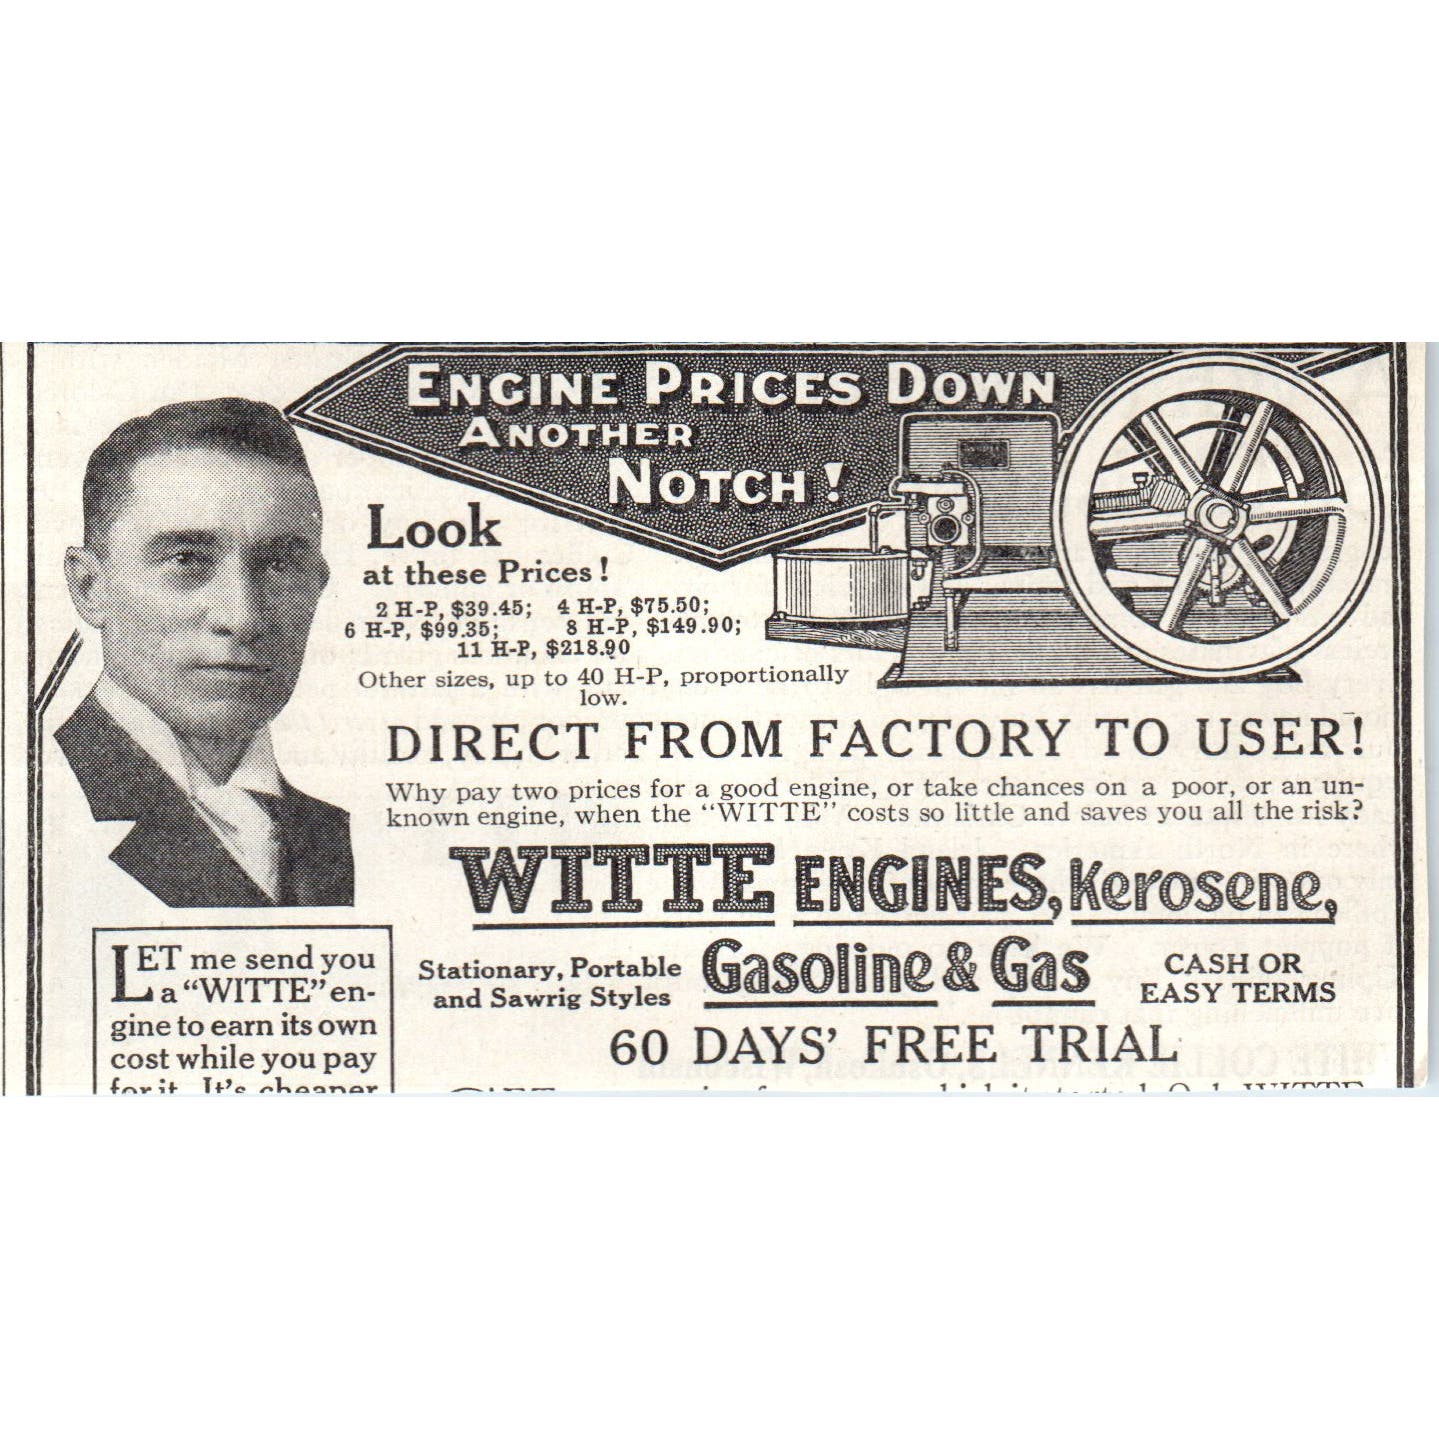 ENGINE PRICES DOWN
ANOTHER
NOTCH!
Look
at these Prices!
2 H-P, $39.45; 4 H-P, $75.50;
6 H-P, $99.35; 8 H-P, $149.90;
11 H-P, $218.90
Other sizes, up to 40 H-P, proportionally
low.
DIRECT FROM FACTORY TO USER!
Why pay two prices for a good engine, or take chances on a poor, or an un-
known engine, when the "WITTE" costs so little and saves you all the risk?
WITTE ENGINES, Kerosene,
Stationary, Portable
and Sawrig Styles
Gasoline & Gas
CASH OR
EASY TERMS
60 DAYS' FREE TRIAL
LET me send you
a "WITTE" en-
gine to earn its own
cost while you pay
for it. It's cheaper